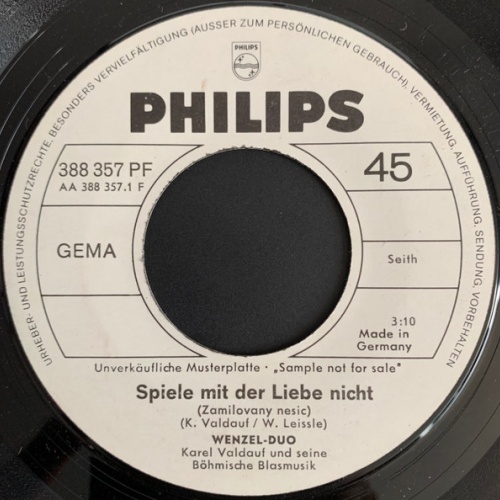 URHEBER- UND LEISTUNGSSCHUTZRECHTE, BESONDERS VERVIELFÄLTIGUNG (AUSSER ZUM PERSÖNLICHEN GEBRAUCH), VERMIETUNG, AUFFÜHRUNG, SENDUNG, VORBEHALTEN
PHILIPS
PHILIPS
388 357 PF
AA 388 357.1 F
45
GEMA
Seith
3:10
Made in
Germany
Unverkäufliche Musterplatte · „Sample not for sale"
Spiele mit der Liebe nicht
(Zamilovany nesic)
(K. Valdauf / W. Leissle)
WENZEL-DUO
Karel Valdauf und seine
Böhmische Blasmusik